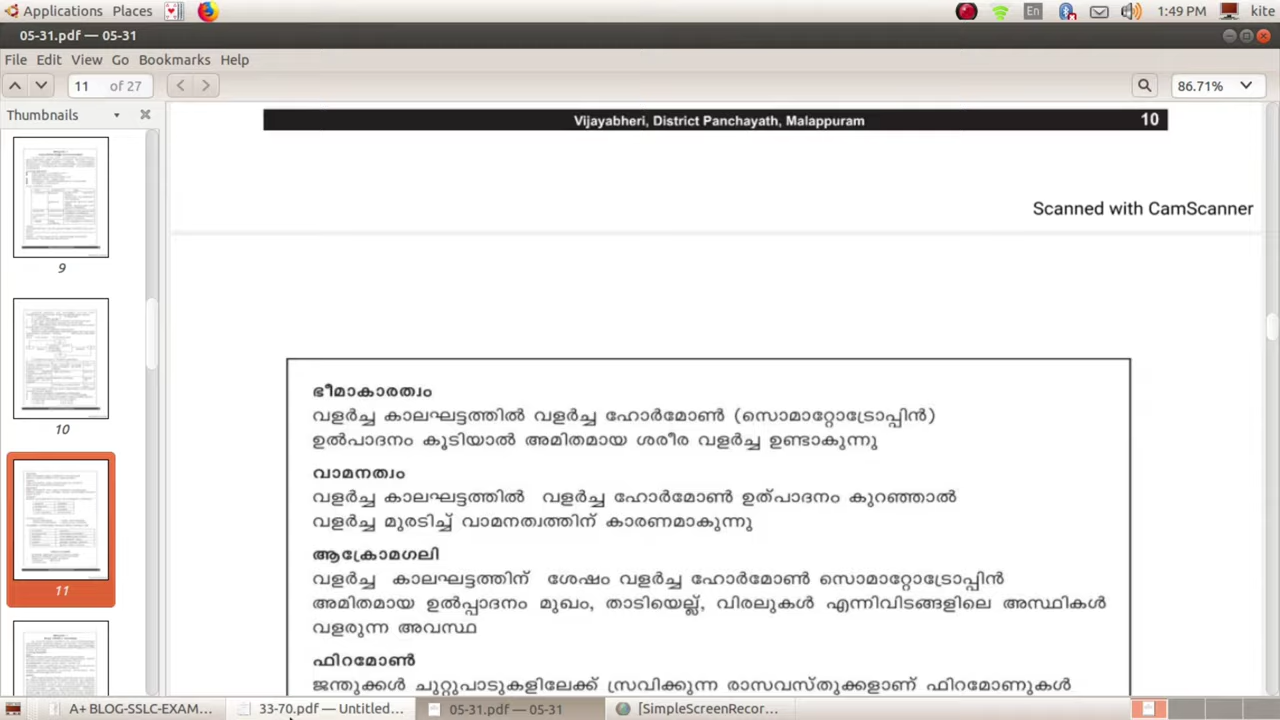 Applications Places En 1:49 PM kite
05-31.pdf — 05-31
File Edit View Go Bookmarks Help
11 of 27 86.71%
Thumbnails
9
10
11
Vijayabheri, District Panchayath, Malappuram 10
Scanned with CamScanner
ഭീമാകാരത്വം
വളർച്ച കാലഘട്ടത്തിൽ വളർച്ച ഹോർമോൺ (സൊമാറ്റോട്രോപ്പിൻ)
ഉൽപാദനം കൂടിയാൽ അമിതമായ ശരീര വളർച്ച ഉണ്ടാകുന്നു
വാമനത്വം
വളർച്ച കാലഘട്ടത്തിൽ വളർച്ച ഹോർമോൺ ഉത്പാദനം കുറഞ്ഞാൽ
വളർച്ച മുരടിച്ച് വാമനത്വത്തിന് കാരണമാകുന്നു
ആക്രോമഗലി
വളർച്ച കാലഘട്ടത്തിന് ശേഷം വളർച്ച ഹോർമോൺ സൊമാറ്റോട്രോപ്പിൻ
അമിതമായ ഉൽപ്പാദനം മുഖം, താടിയെല്ല്, വിരലുകൾ എന്നിവിടങ്ങളിലെ അസ്ഥികൾ
വളരുന്ന അവസ്ഥ
ഫിറമോൺ
ജന്തുക്കൾ ചുറ്റുപാടുകളിലേക്ക് സ്രവിക്കുന്ന രാസവസ്തുക്കളാണ് ഫിറമോണുകൾ
A+ BLOG-SSLC-EXAM... 33-70.pdf — Untitled... 05-31.pdf — 05-31 [SimpleScreenRecor...